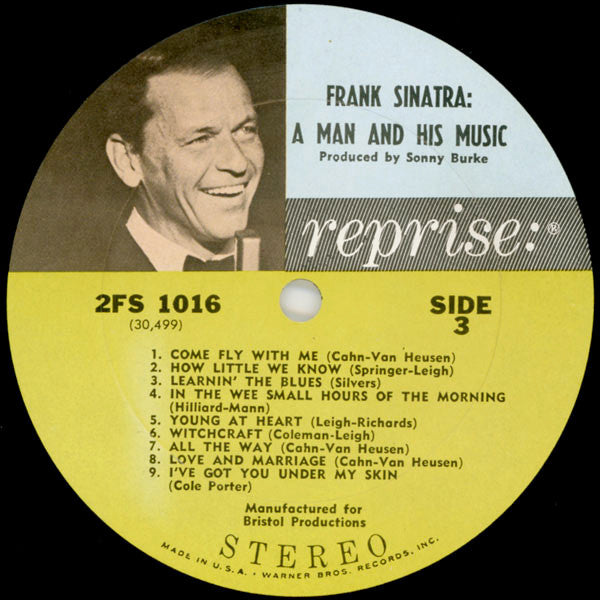 FRANK SINATRA:
A MAN AND HIS MUSIC
Produced by Sonny Burke
reprise:®
2FS 1016
(30,499)
SIDE
3
1. COME FLY WITH ME (Cahn-Van Heusen)
2. HOW LITTLE WE KNOW (Springer-Leigh)
3. LEARNIN' THE BLUES (Silvers)
4. IN THE WEE SMALL HOURS OF THE MORNING
(Hilliard-Mann)
5. YOUNG AT HEART (Leigh-Richards)
6. WITCHCRAFT (Coleman-Leigh)
7. ALL THE WAY (Cahn-Van Heusen)
8. LOVE AND MARRIAGE (Cahn-Van Heusen)
9. I'VE GOT YOU UNDER MY SKIN
(Cole Porter)
Manufactured for
Bristol Productions
STEREO
MADE IN U.S.A. • WARNER BROS. RECORDS, INC.